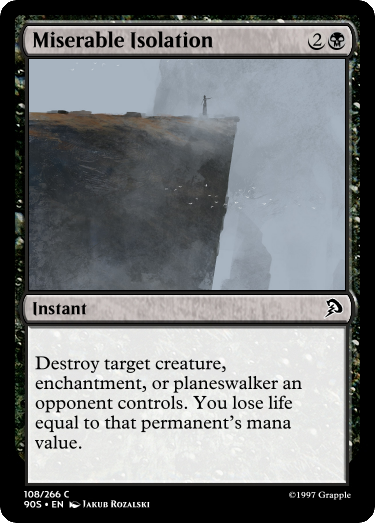 Miserable Isolation 2
Instant
Destroy target creature,
enchantment, or planeswalker an
opponent controls. You lose life
equal to that permanent's mana
value.
108/266 C
90S • EN Jakub Rozalski
©1997 Grapple